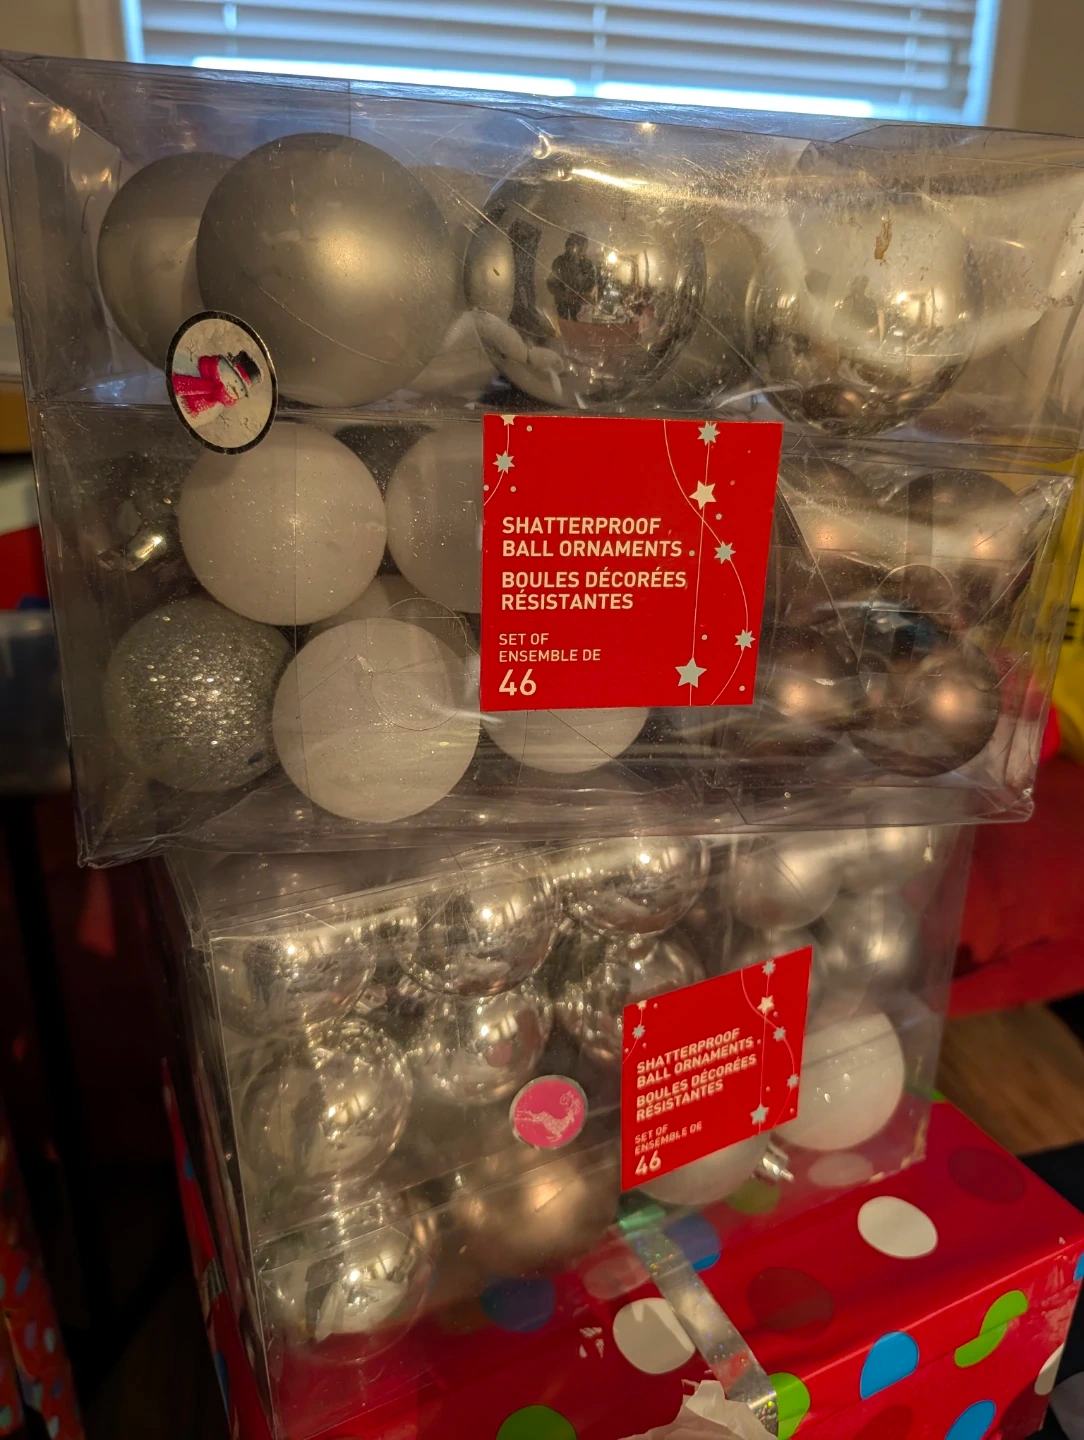 SHATTERPROOF
BALL ORNAMENTS
BOULES DÉCORÉES
RÉSISTANTES
SET OF
ENSEMBLE DE
46
SHATTERPROOF
BALL ORNAMENTS
BOULES DÉCORÉES
RÉSISTANTES
SET OF
ENSEMBLE DE
46